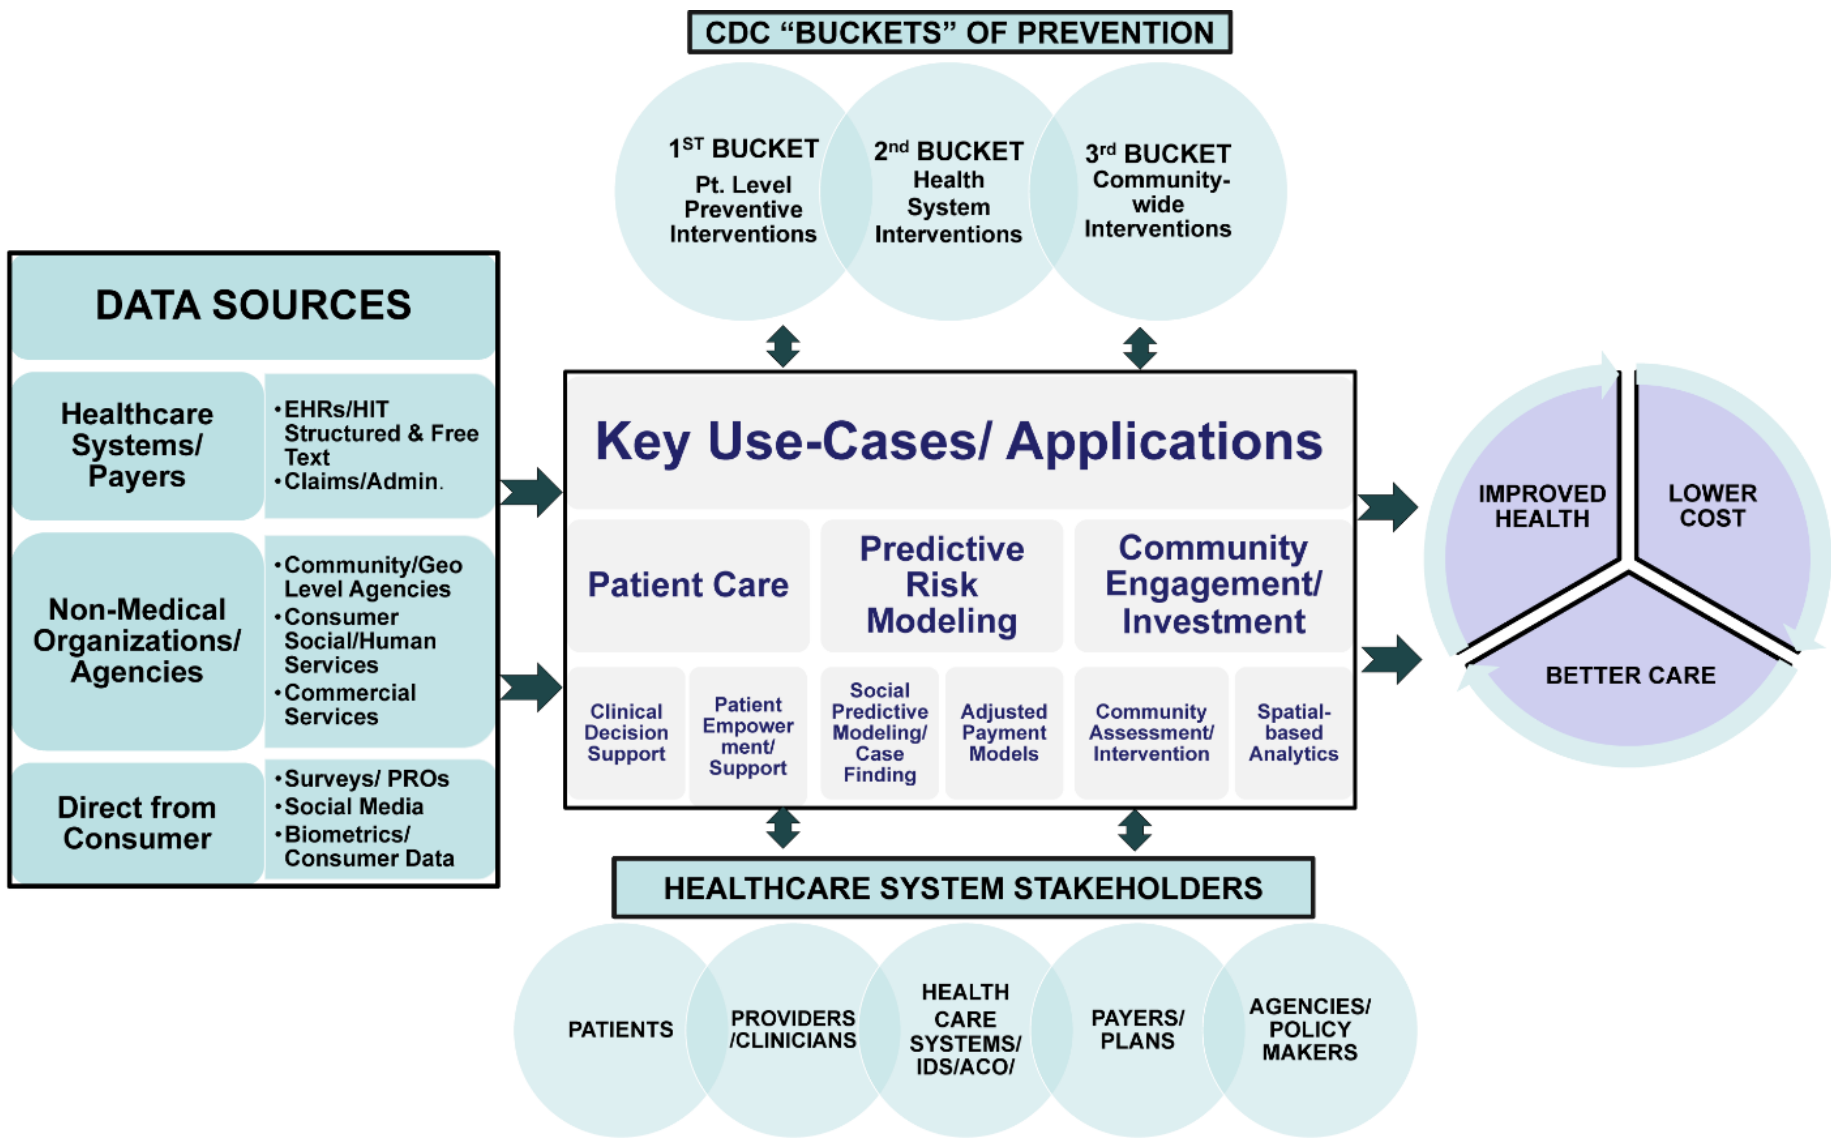 CDC “BUCKETS” OF PREVENTION
1ST BUCKET
Pt. Level
Preventive
Interventions
2nd BUCKET
Health
System
Interventions
3rd BUCKET
Community-
wide
Interventions
DATA SOURCES
Healthcare
Systems/
Payers
•EHRs/HIT
Structured & Free
Text
•Claims/Admin.
Non-Medical
Organizations/
Agencies
•Community/Geo
Level Agencies
•Consumer
Social/Human
Services
•Commercial
Services
Direct from
Consumer
•Surveys/ PROs
•Social Media
•Biometrics/
Consumer Data
Key Use-Cases/ Applications
Patient Care
Predictive
Risk
Modeling
Community
Engagement/
Investment
Clinical
Decision
Support
Patient
Empower
ment/
Support
Social
Predictive
Modeling/
Case
Finding
Adjusted
Payment
Models
Community
Assessment/
Intervention
Spatial-
based
Analytics
IMPROVED
HEALTH
LOWER
COST
BETTER CARE
HEALTHCARE SYSTEM STAKEHOLDERS
PATIENTS
PROVIDERS
/CLINICIANS
HEALTH
CARE
SYSTEMS/
IDS/ACO/
PAYERS/
PLANS
AGENCIES/
POLICY
MAKERS